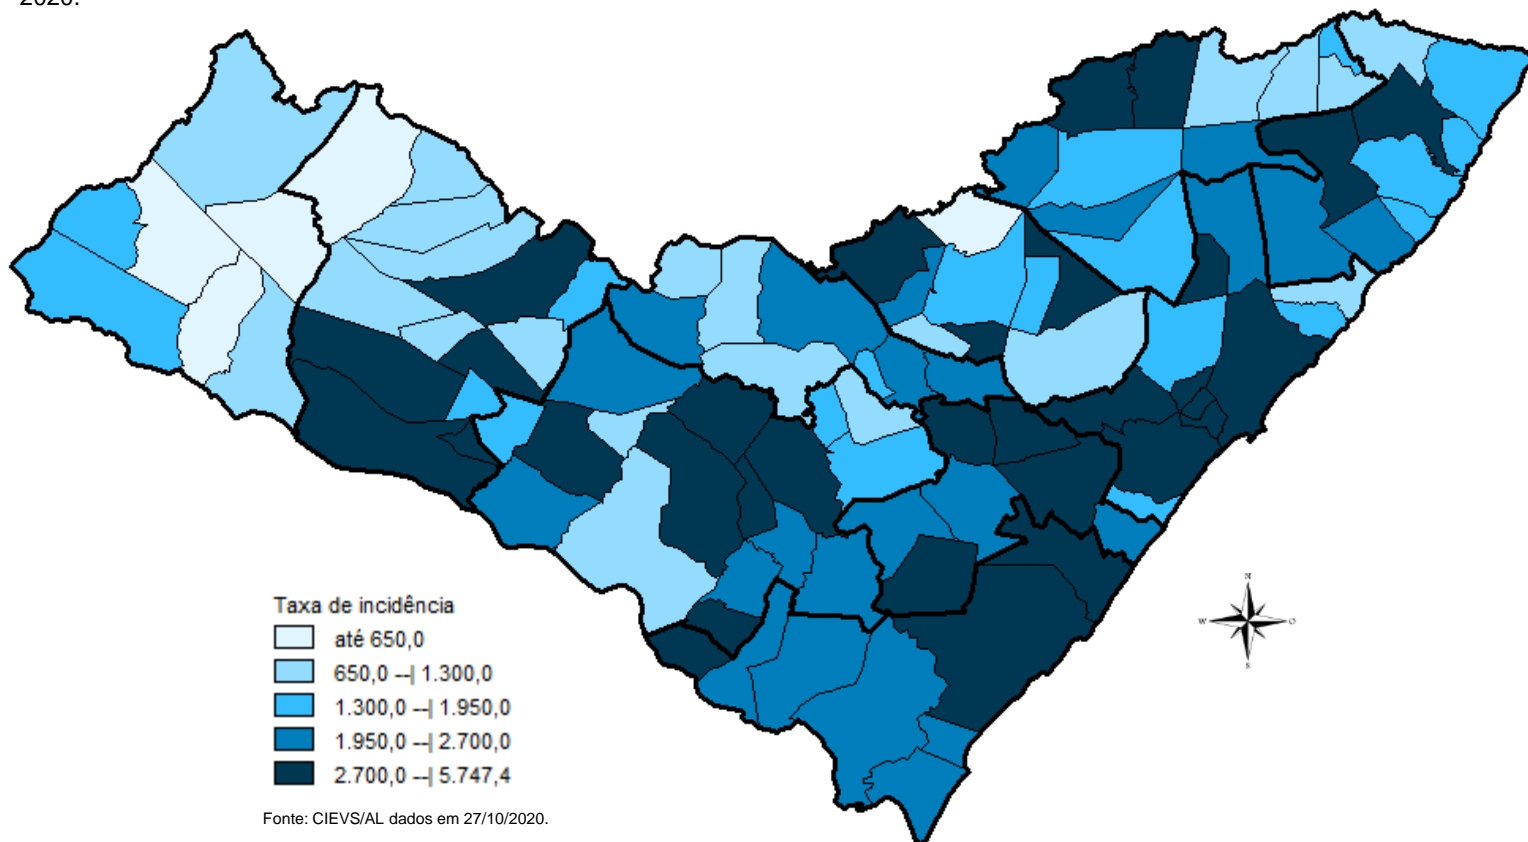 2020.
Taxa de incidência
até 650,0
650,0 --| 1.300,0
1.300,0 --| 1.950,0
1.950,0 --| 2.700,0
2.700,0 --| 5.747,4
Fonte: CIEVS/AL dados em 27/10/2020.
N
W
O
S